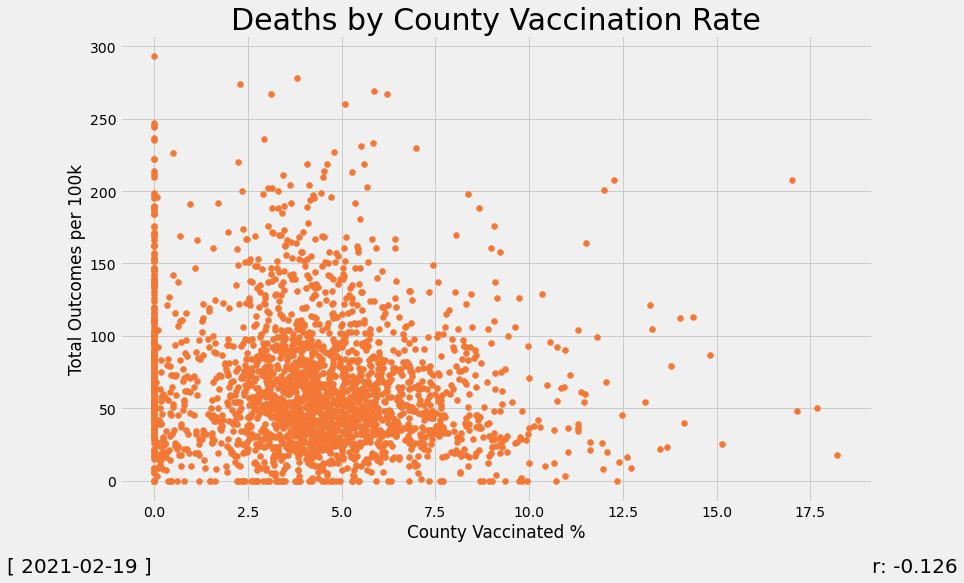 Deaths by County Vaccination Rate
Total Outcomes per 100k
300
250
200
150
100
50
0
0.0 2.5 5.0 7.5 10.0 12.5 15.0 17.5
County Vaccinated %
[ 2021-02-19 ] r: -0.126